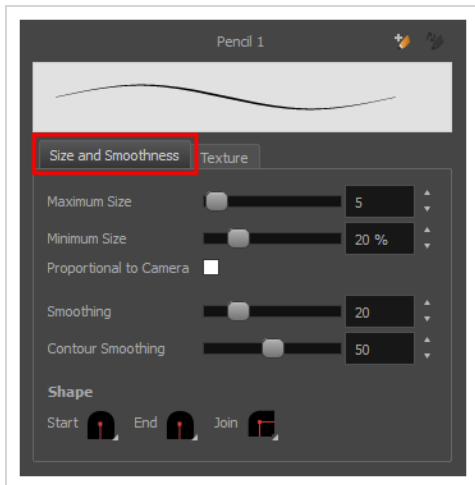 Pencil 1
Size and Smoothness Texture
Maximum Size 5
Minimum Size 20 %
Proportional to Camera
Smoothing 20
Contour Smoothing 50
Shape
Start End Join